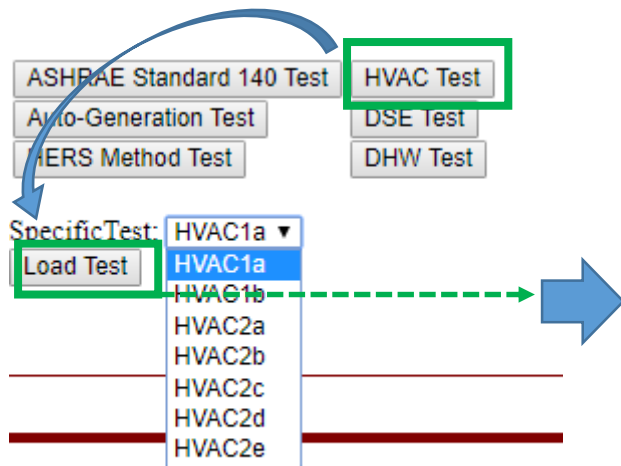 ASHRAE Standard 140 Test HVAC Test
Auto-Generation Test DSE Test
HERS Method Test DHW Test
SpecificTest: HVAC1a
Load Test
HVAC1a
HVAC1b
HVAC2a
HVAC2b
HVAC2c
HVAC2d
HVAC2e